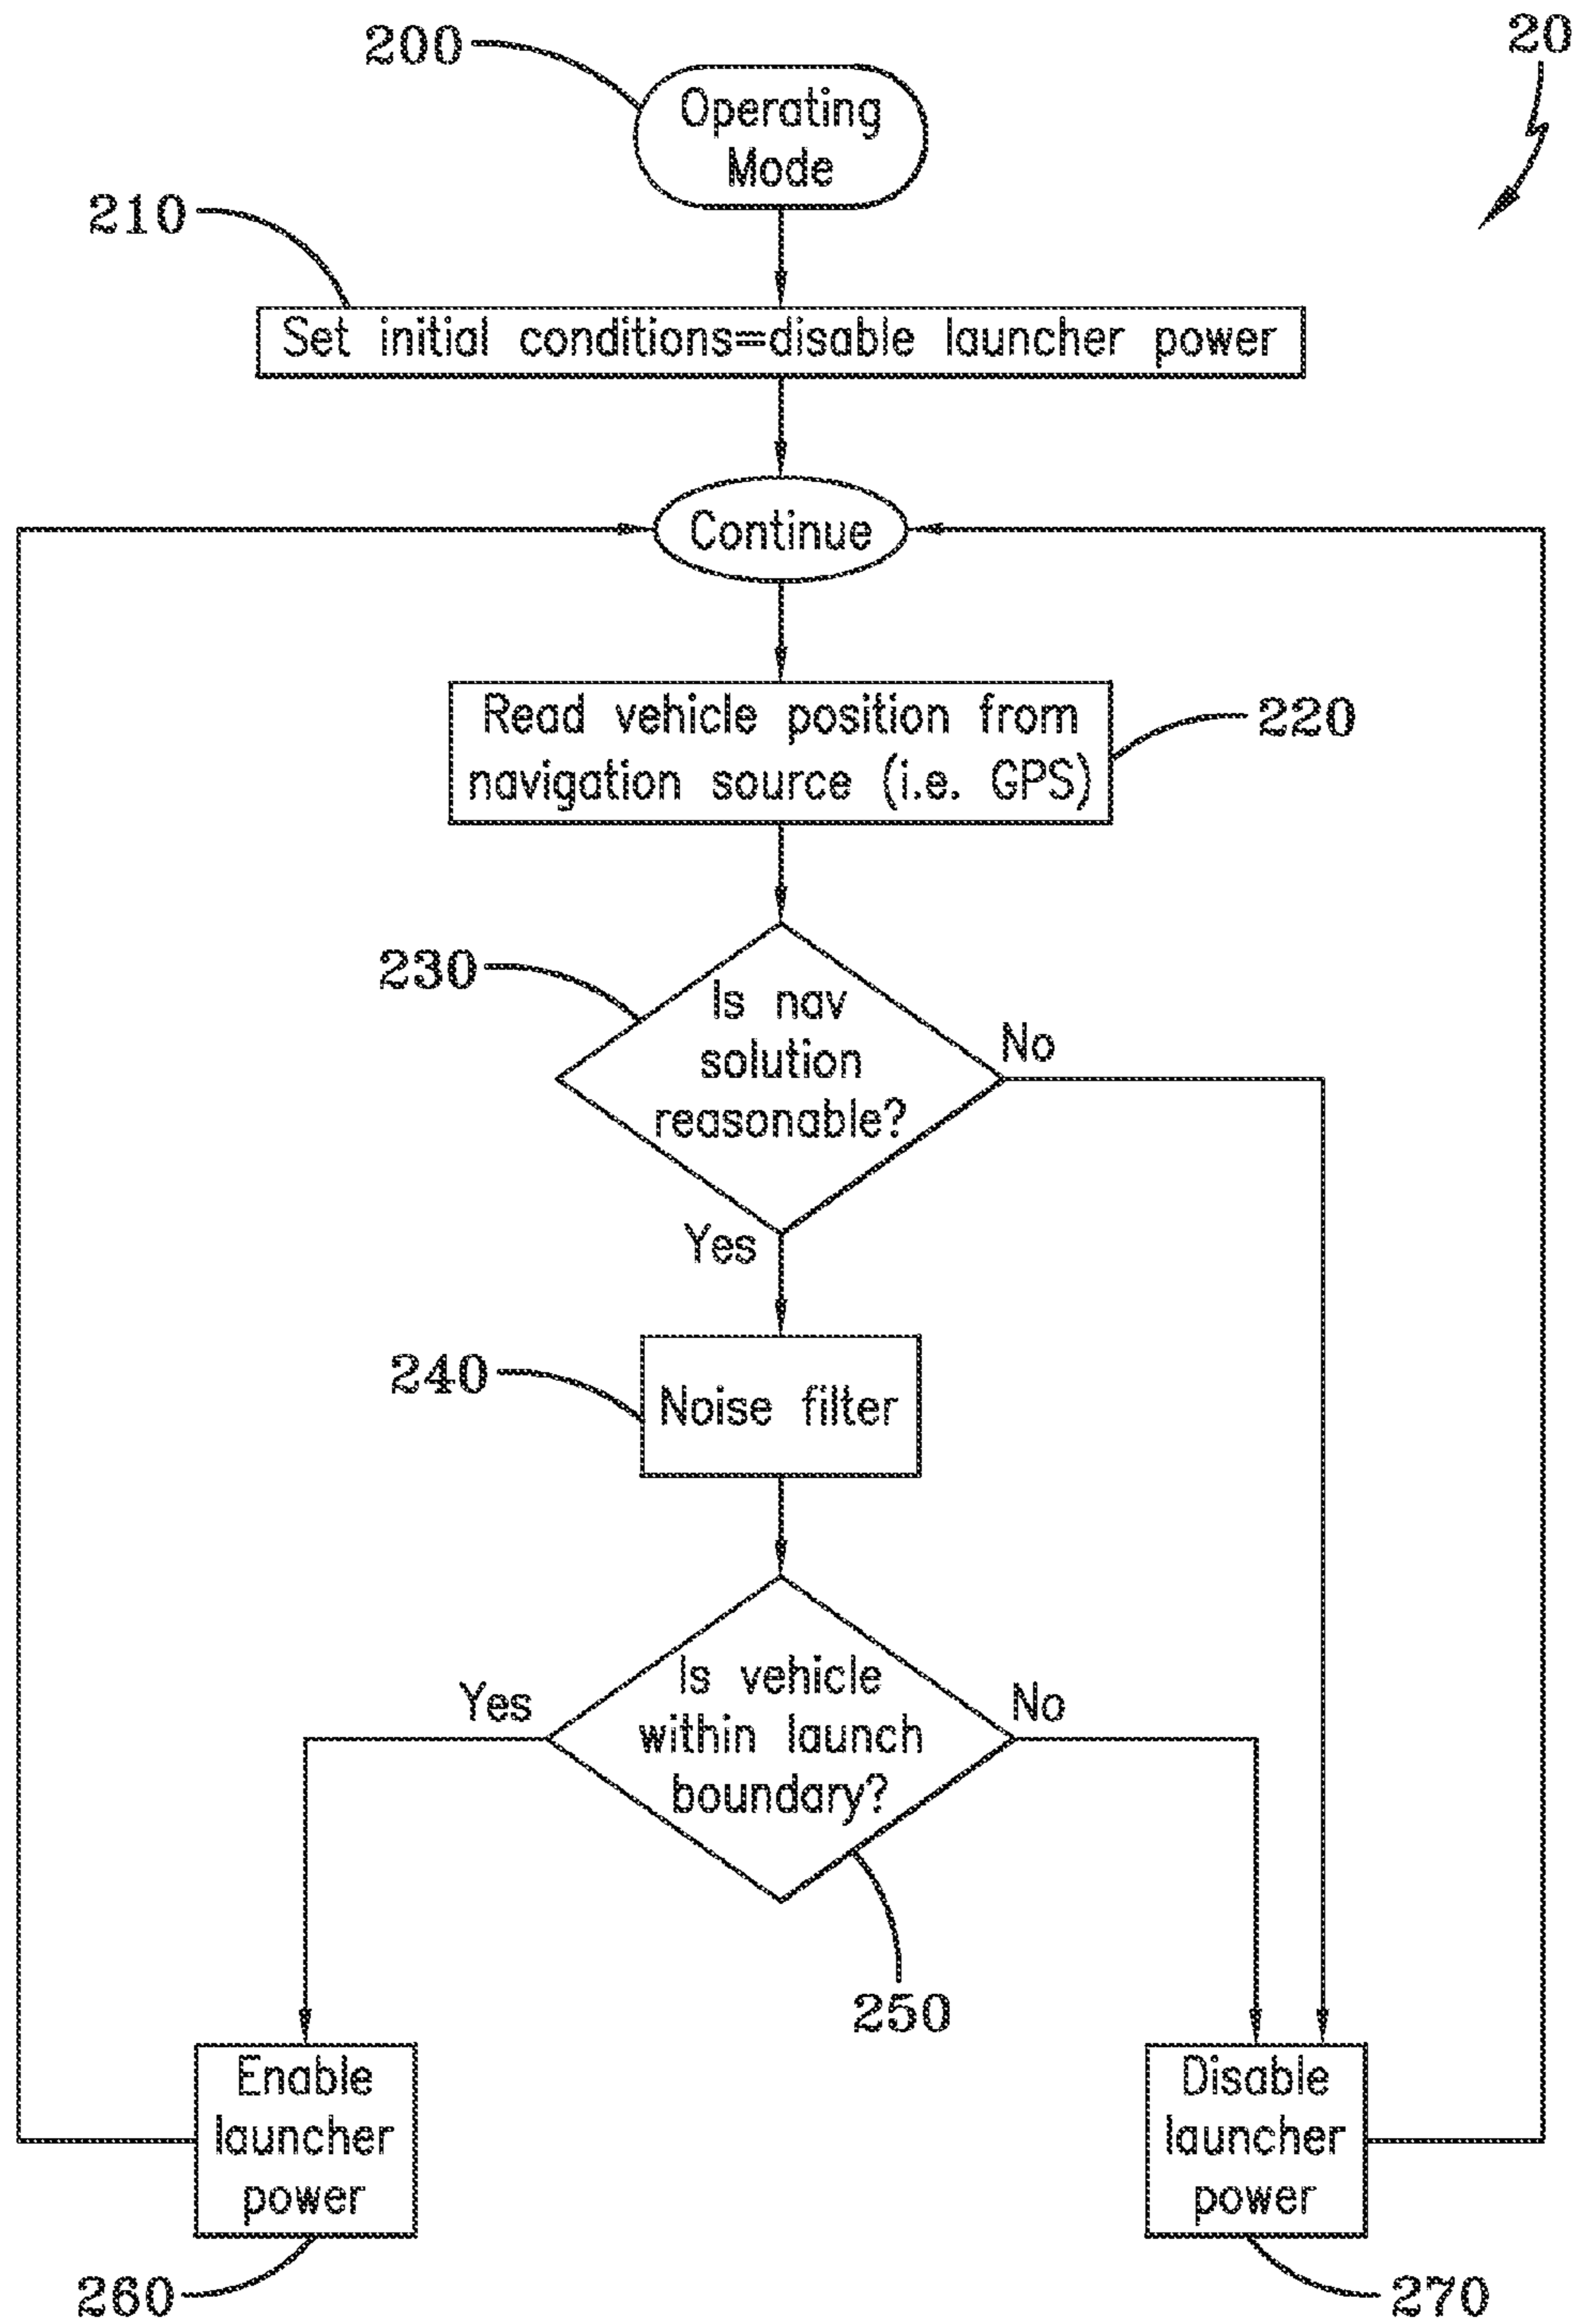 200
20
Operating
Mode
210
Set initial conditions=disable launcher power
Continue
Read vehicle position from
navigation source (i.e. GPS)
220
230
Is nav
solution
reasonable?
No
Yes
240
Noise filter
Yes
Is vehicle
within launch
boundary?
No
250
Enable
launcher
power
Disable
launcher
power
260
270